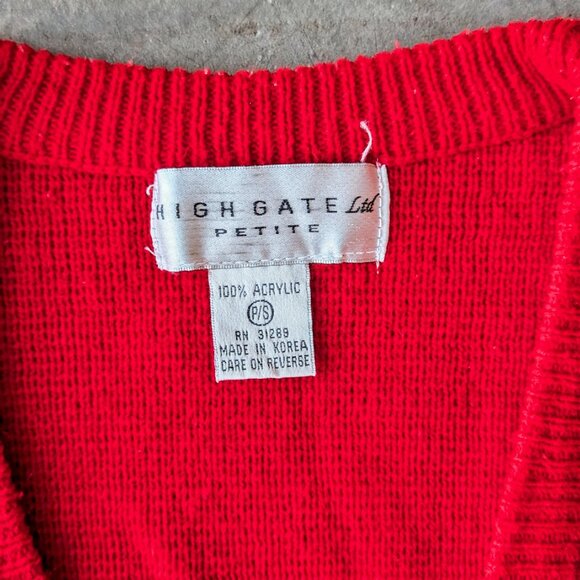 HIGH GATE Ltd
PETITE
100% ACRYLIC
P/S
RN 31289
MADE IN KOREA
CARE ON REVERSE